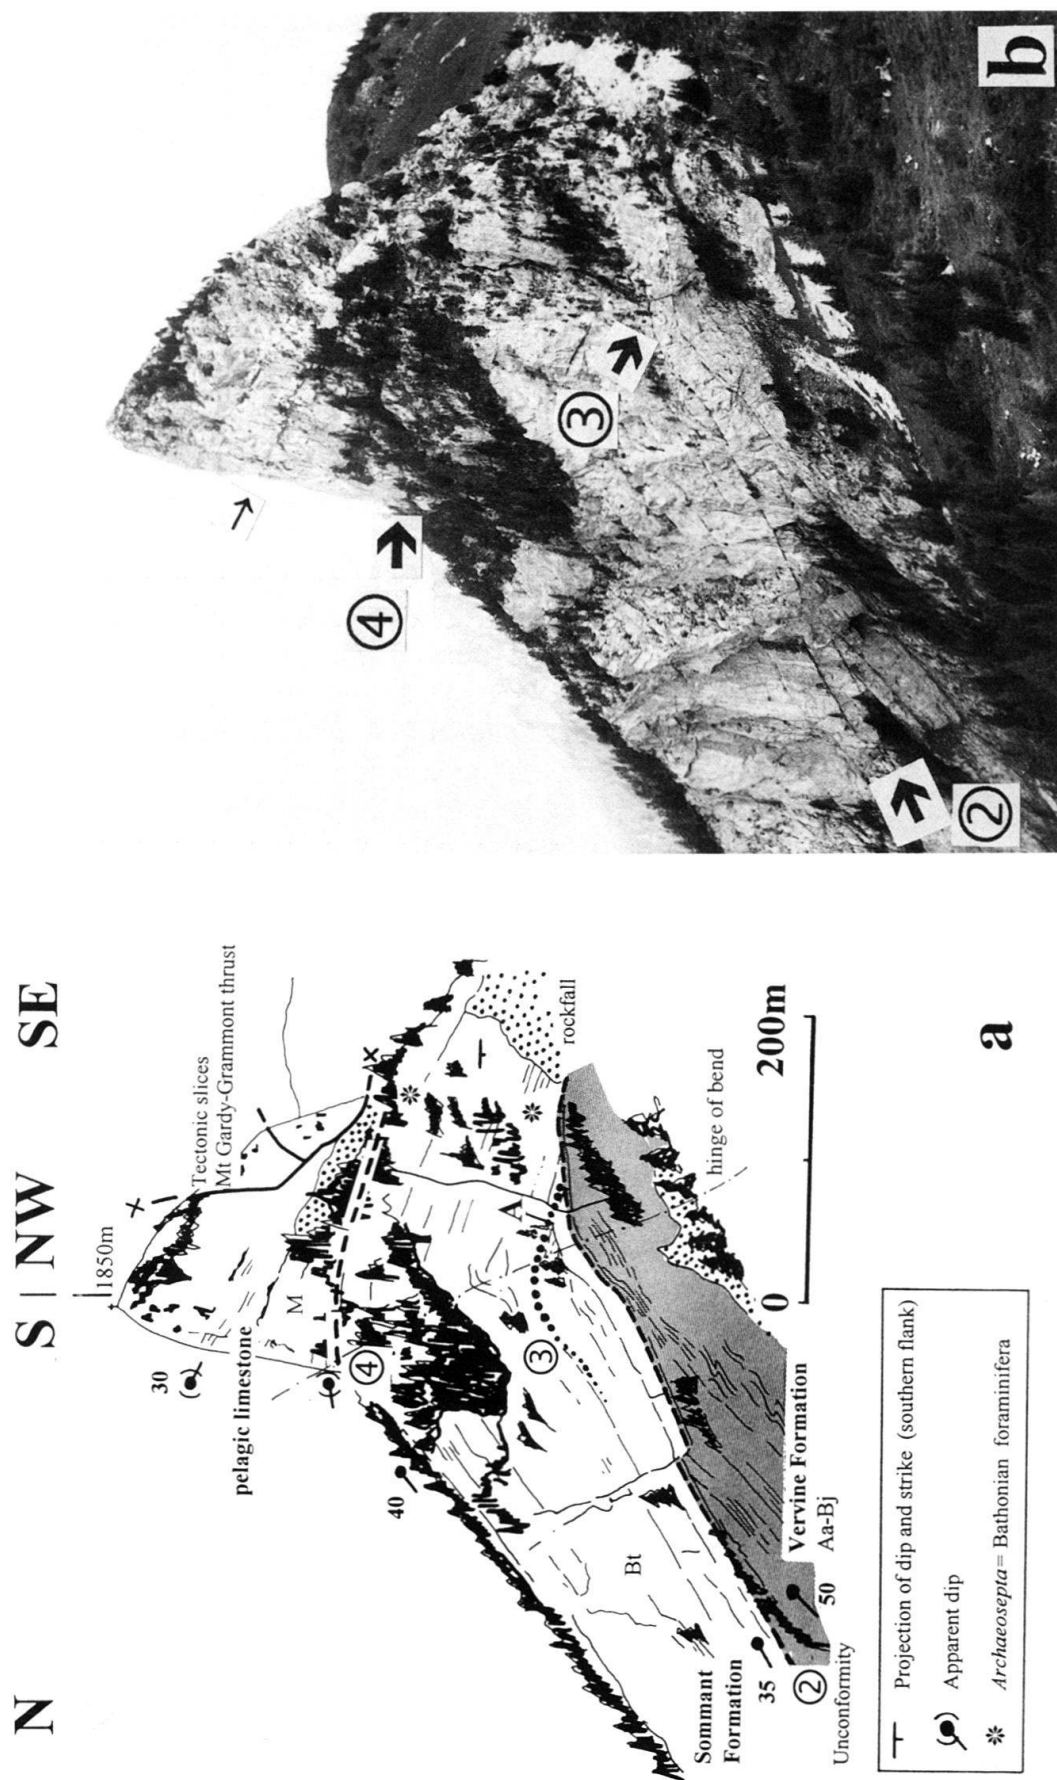 N
S | NW
SE
1850m
Tectonic slices
Mt Gardy-Grammont thrust
30
pelagic limestone
M
40
4
A
3
rockfall
Bt
Sommant
Formation
35
2
Unconformity
50
Vervine Formation
Aa-Bj
hinge of bend
0
200m
a
Projection of dip and strike (southern flank)
Apparent dip
Archaeosepta= Bathonian foraminifera
4
3
2
b